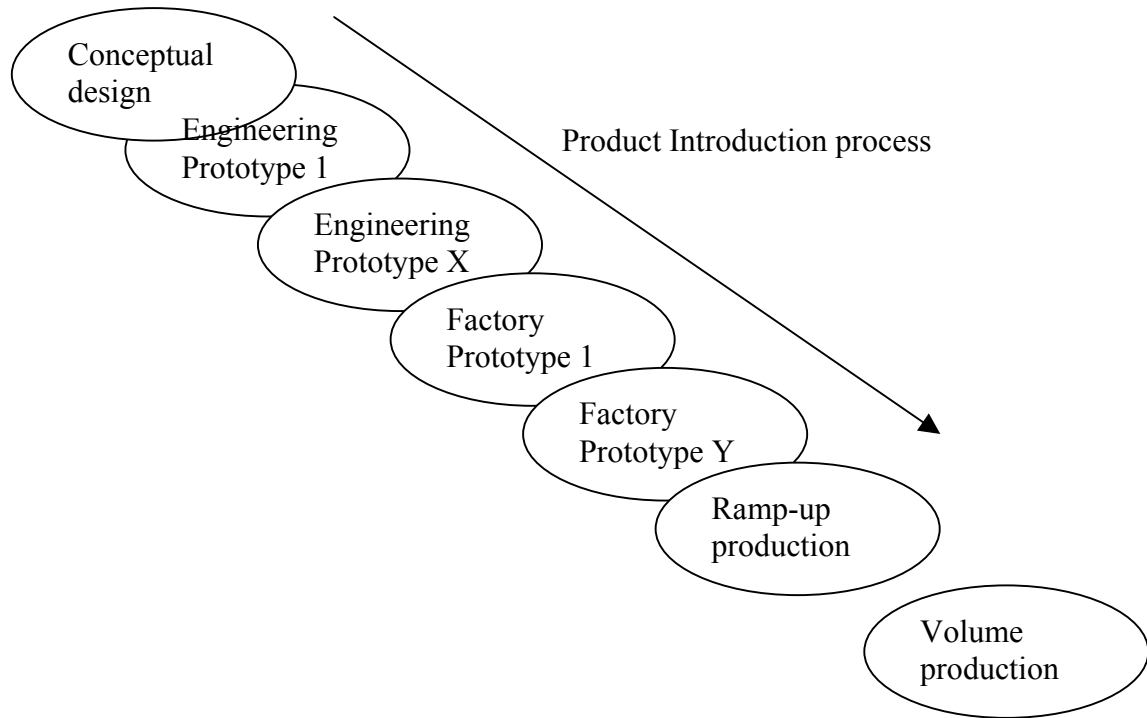 Conceptual
design
Engineering
Prototype 1
Product Introduction process
Engineering
Prototype X
Factory
Prototype 1
Factory
Prototype Y
Ramp-up
production
Volume
production